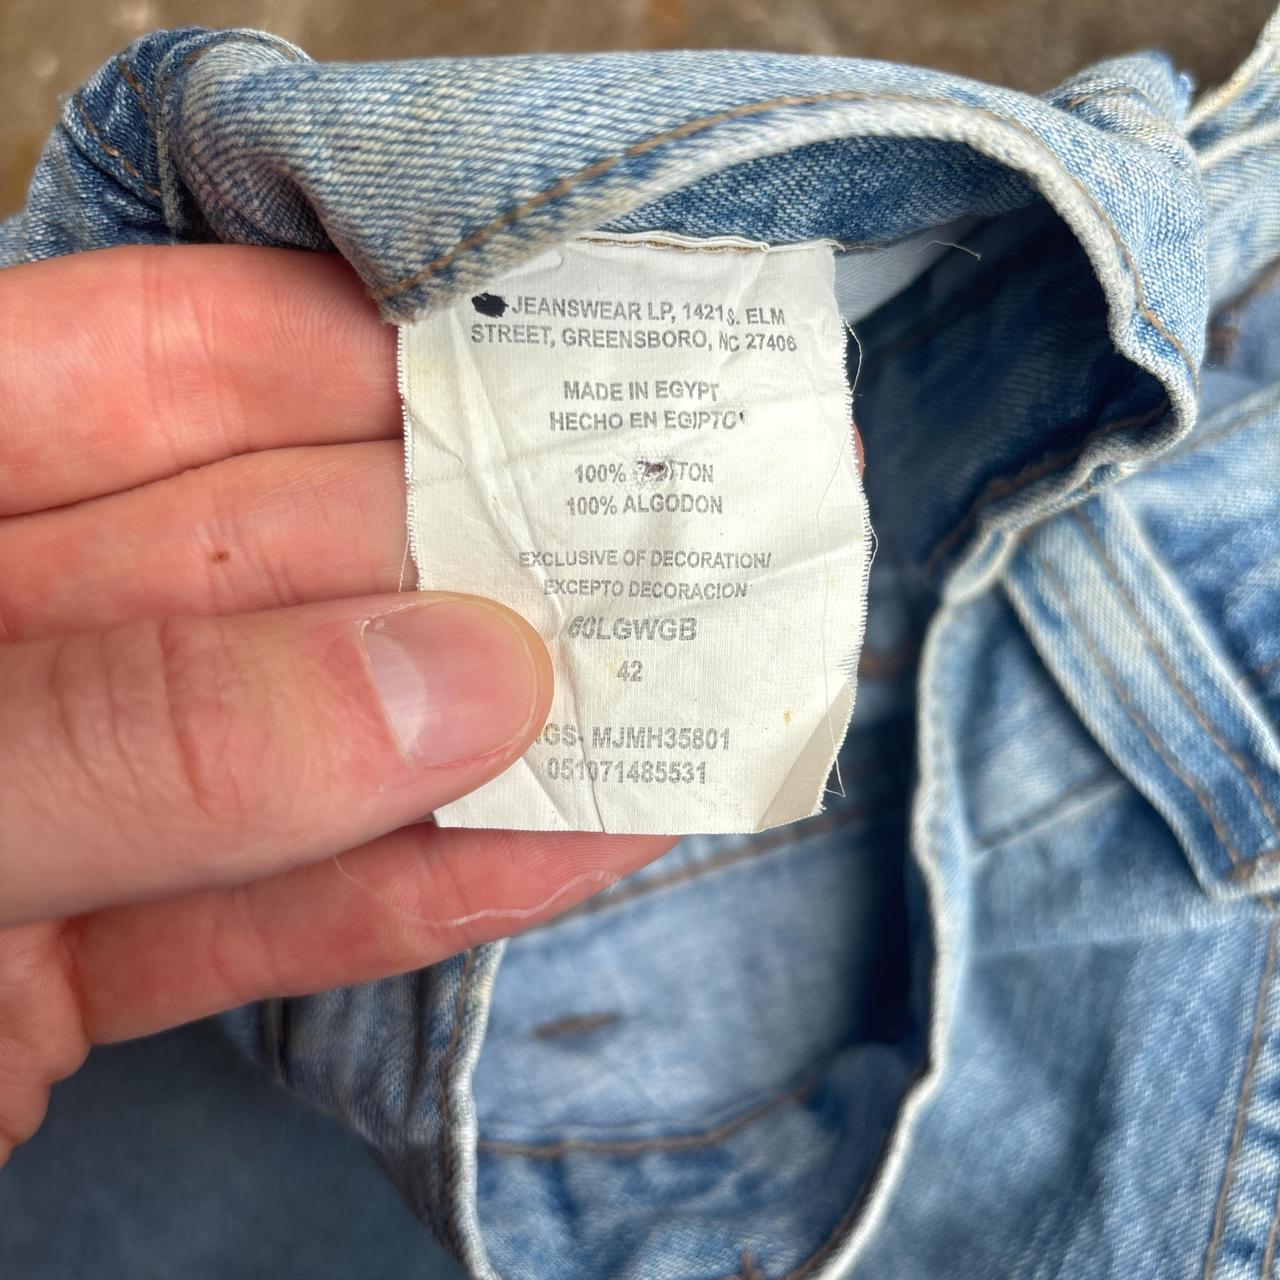 JEANSWEAR LP, 1421 S. ELM
STREET, GREENSBORO, NC 27406
MADE IN EGYPT
HECHO EN EGIPTO
100% COTTON
100% ALGODON
EXCLUSIVE OF DECORATION/
EXCEPTO DECORACION
60LGWGB
42
MJMH35801
051071485531